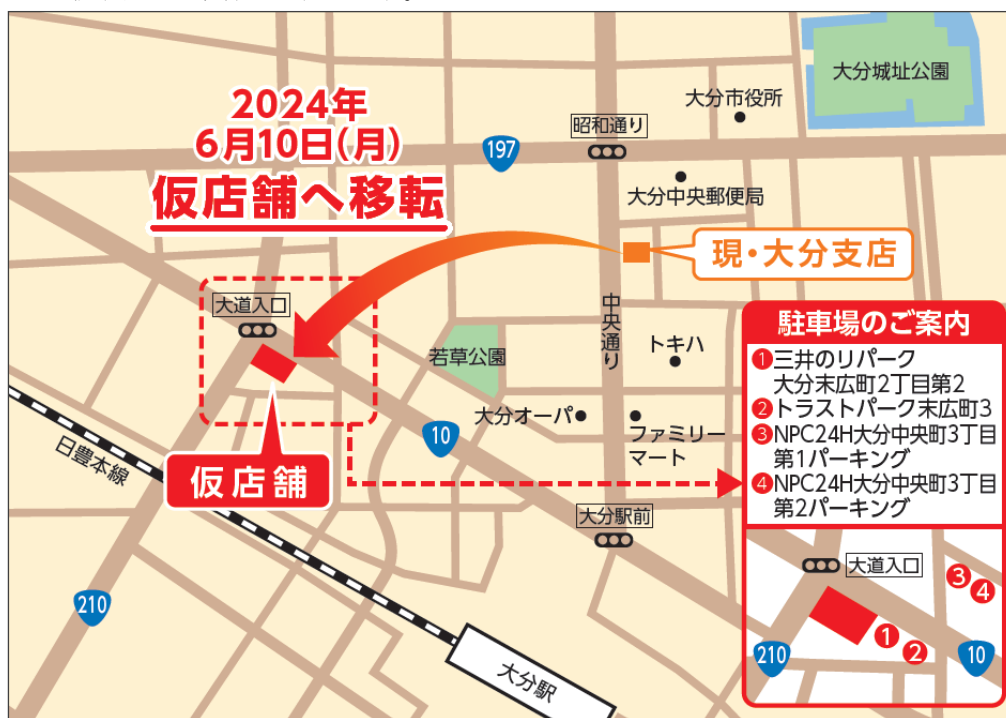 大分城址公園
大分市役所
2024年
6月10日(月)
仮店舗へ移転
昭和通り
197
大分中央郵便局
現・大分支店
大道入口
中央通り
若草公園
トキハ
大分オーパ
ファミリー
マート
10
仮店舗
日豊本線
大分駅前
210
大分駅
駐車場のご案内
❶三井のリパーク
大分末広町2丁目第2
❷トラストパーク末広町3
❸NPC24H大分中央町3丁目
第1パーキング
❹NPC24H大分中央町3丁目
第2パーキング
大道入口
❸
❹
❶
❷
210
10